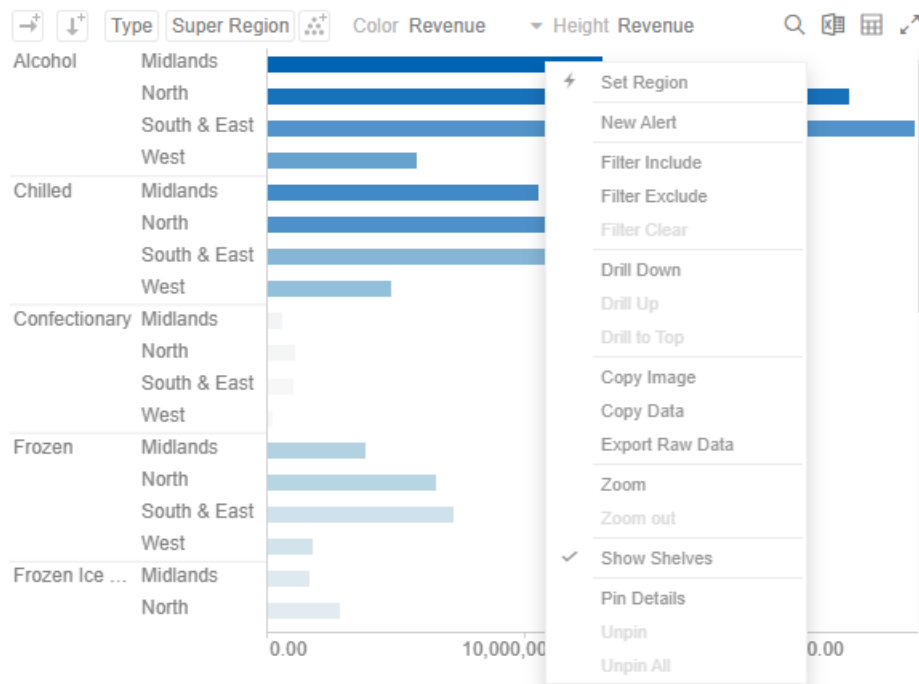 Type Super Region Color Revenue Height Revenue
Alcohol Midlands
North
South & East
West
Chilled Midlands
North
South & East
West
Confectionary Midlands
North
South & East
West
Frozen Midlands
North
South & East
West
Frozen Ice ... Midlands
North
0.00 10,000,00 0.00
Set Region
New Alert
Filter Include
Filter Exclude
Filter Clear
Drill Down
Drill Up
Drill to Top
Copy Image
Copy Data
Export Raw Data
Zoom
Zoom out
Show Shelves
Pin Details
Unpin
Unpin All